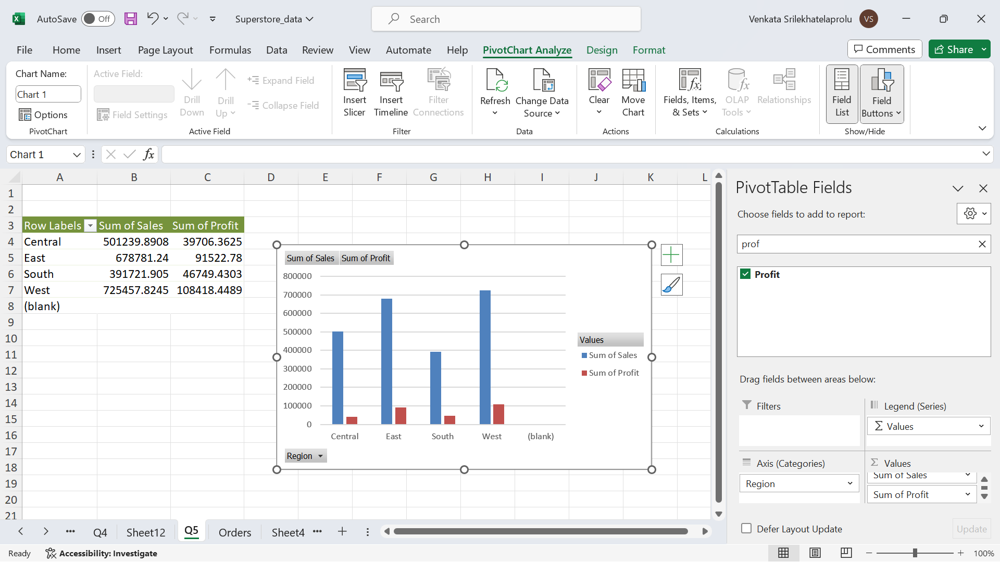 AutoSave Off Superstore_data Search Venkata Srilekhatelaprolu VS
File Home Insert Page Layout Formulas Data Review View Automate Help PivotChart Analyze Design Format Comments Share
Chart Name:
Chart 1
Options
PivotChart
Active Field:
Field Settings
Drill Down
Drill Up
Expand Field
Collapse Field
Active Field
Insert Slicer
Insert Timeline
Filter Connections
Filter
Refresh
Change Data Source
Data
Clear
Move Chart
Actions
Fields, Items, & Sets
OLAP Tools
Relationships
Calculations
Field List
Field Buttons
Show/Hide
Chart 1 fx
A B C D E F G H I J K L
1
2
3 Row Labels Sum of Sales Sum of Profit
4 Central 501239.8908 39706.3625
5 East 678781.24 91522.78
6 South 391721.905 46749.4303
7 West 725457.8245 108418.4489
8 (blank)
9
10
11
12
13
14
15
16
17
18
19
20
21
Sum of Sales Sum of Profit
800000
700000
600000
500000
400000
300000
200000
100000
0
Central East South West (blank)
Values
Sum of Sales
Sum of Profit
Region
PivotTable Fields
Choose fields to add to report:
prof
Profit
Drag fields between areas below:
Filters
Legend (Series)
Σ Values
Axis (Categories)
Region
Σ Values
Sum of Sales
Sum of Profit
Defer Layout Update Update
Q4 Sheet12 Q5 Orders Sheet4
Ready Accessibility: Investigate 100%